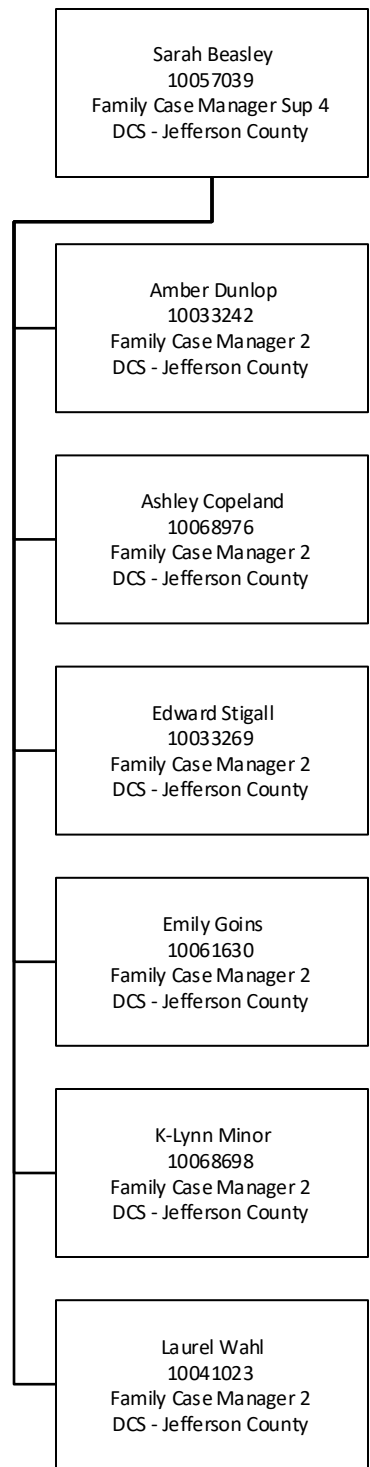 Sarah Beasley
10057039
Family Case Manager Sup 4
DCS - Jefferson County
Amber Dunlop
10033242
Family Case Manager 2
DCS - Jefferson County
Ashley Copeland
10068976
Family Case Manager 2
DCS - Jefferson County
Edward Stigall
10033269
Family Case Manager 2
DCS - Jefferson County
Emily Goins
10061630
Family Case Manager 2
DCS - Jefferson County
K-Lynn Minor
10068698
Family Case Manager 2
DCS - Jefferson County
Laurel Wahl
10041023
Family Case Manager 2
DCS - Jefferson County